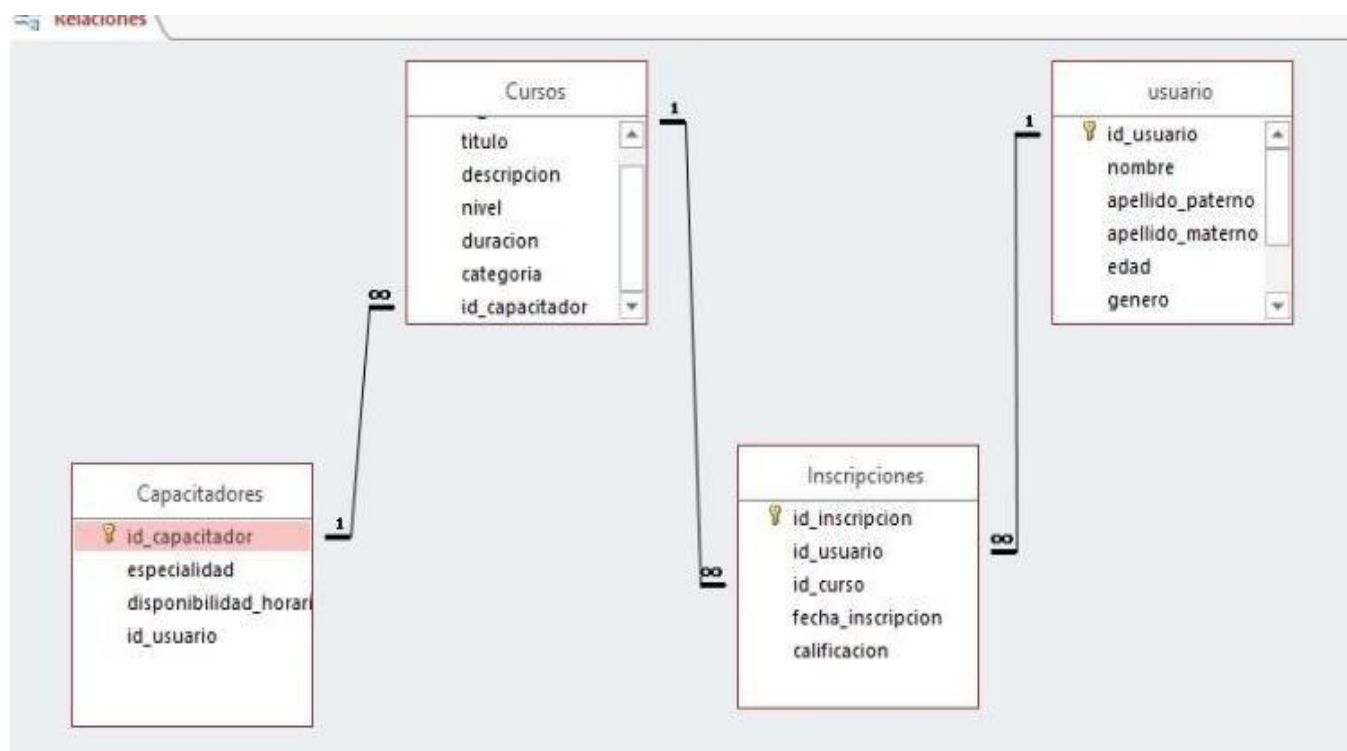 Relaciones
Cursos
titulo
descripcion
nivel
duracion
categoria
id_capacitador
1
∞
usuario
id_usuario
nombre
apellido_paterno
apellido_materno
edad
genero
1
Capacitadores
id_capacitador
especialidad
disponibilidad_horari
id_usuario
1
∞
Inscripciones
id_inscripcion
id_usuario
id_curso
fecha_inscripcion
calificacion
∞